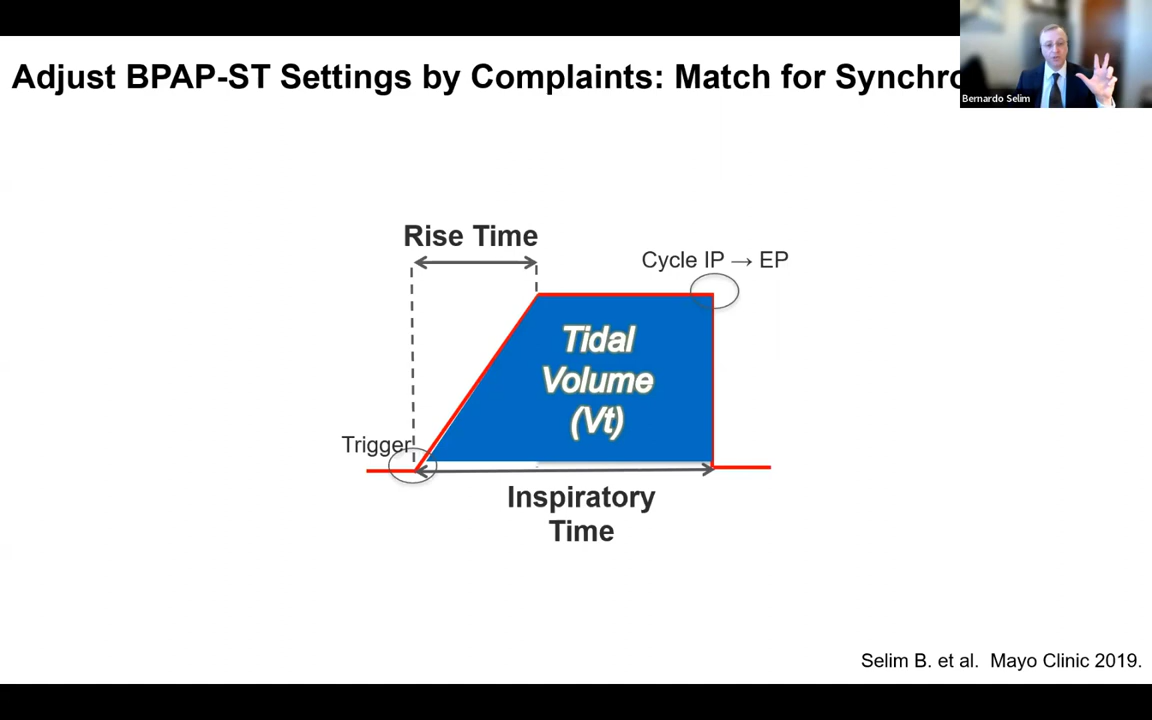 Adjust BPAP-ST Settings by Complaints: Match for Synchro
Bernardo Selim
Rise Time
Cycle IP → EP
Tidal
Volume
(Vt)
Trigger
Inspiratory
Time
Selim B. et al. Mayo Clinic 2019.